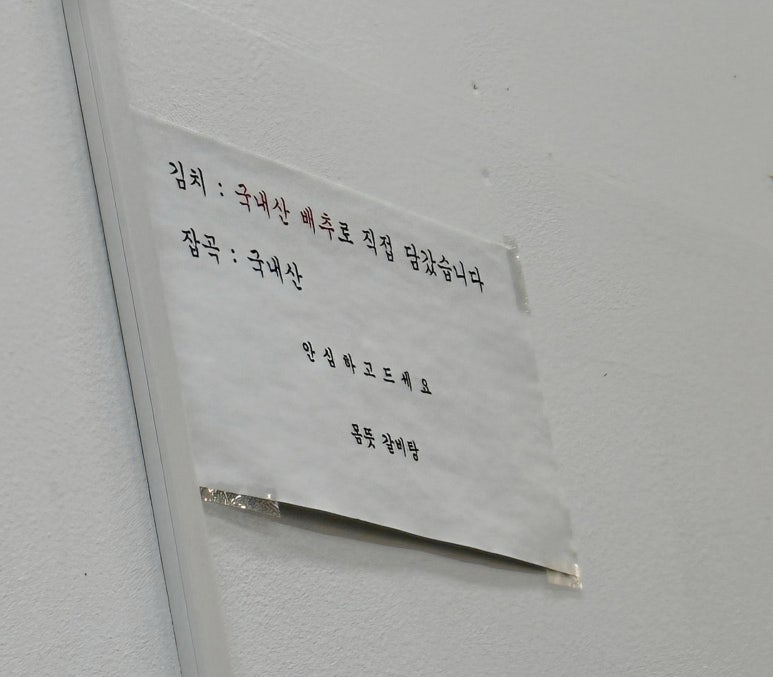 김치 : 국내산 배추로 직접 담갔습니다
잡곡 : 국내산
안심하고드세요
몸뜻 갈비탕